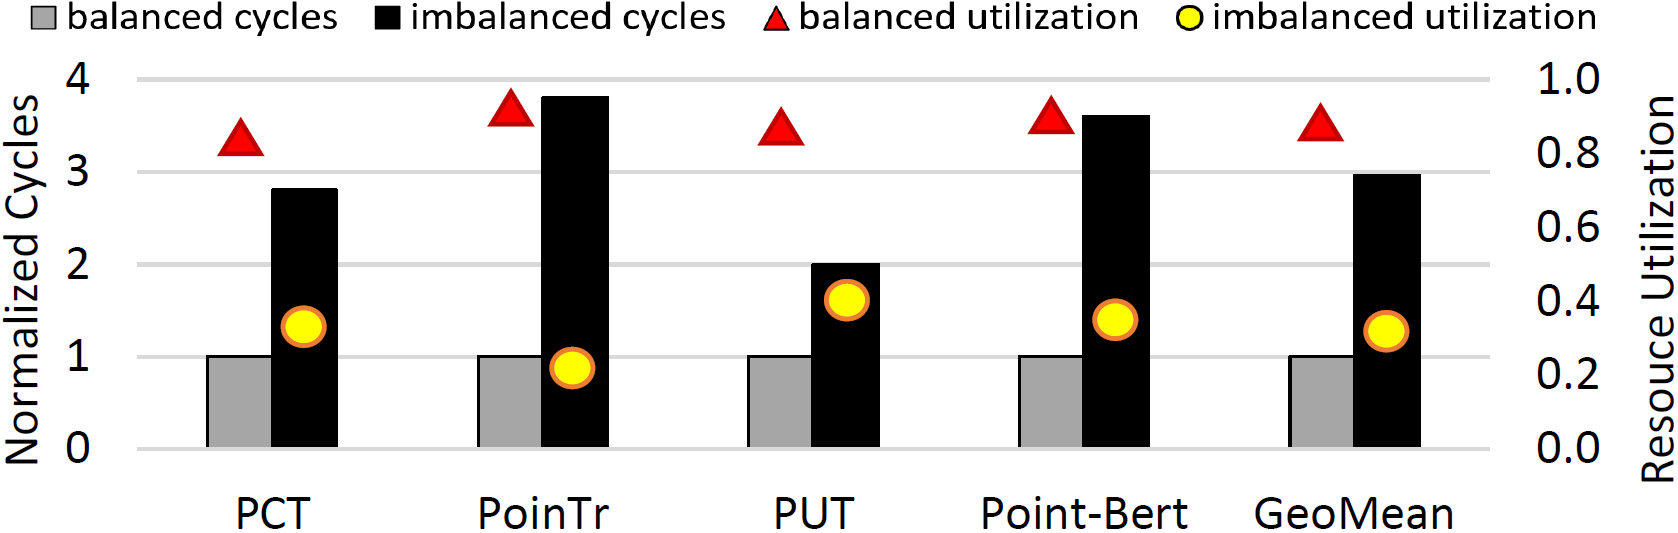 balanced cycles imbalanced cycles balanced utilization imbalanced utilization
Normalized Cycles
4
3
2
1
0
1.0
0.8
0.6
0.4
0.2
0.0
Resouce Utilization
PCT PoinTr PUT Point-Bert GeoMean